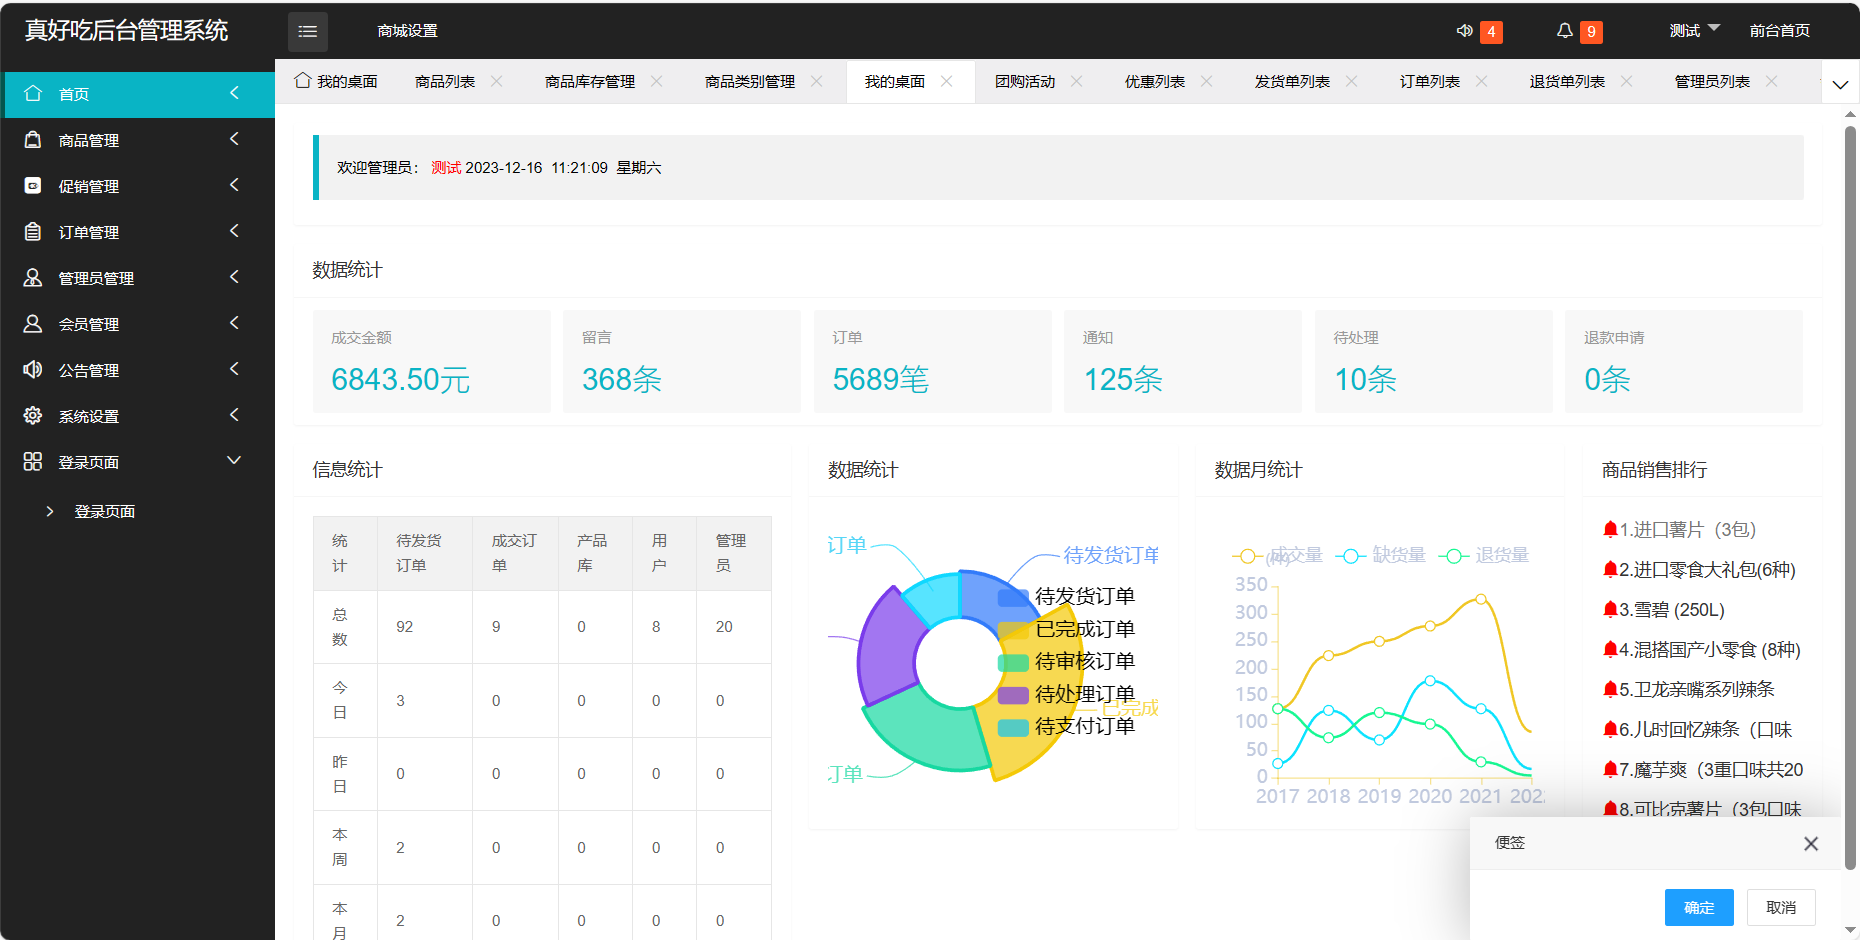 真好吃后台管理系统
商城设置
4
9
测试
前台首页
首页
商品管理
促销管理
订单管理
管理员管理
会员管理
公告管理
系统设置
登录页面
登录页面
我的桌面
商品列表
商品库存管理
商品类别管理
我的桌面
团购活动
优惠列表
发货单列表
订单列表
退货单列表
管理员列表
欢迎管理员： 测试 2023-12-16 11:21:09 星期六
数据统计
成交金额
6843.50元
留言
368条
订单
5689笔
通知
125条
待处理
10条
退款申请
0条
信息统计
统计 待发货订单 成交订单 产品库 用户 管理员
总数 92 9 0 8 20
今日 3 0 0 0 0
昨日 0 0 0 0 0
本周 2 0 0 0 0
本月 2 0 0 0 0
数据统计
订单
待发货订单
待发货订单
已完成订单
待审核订单
待处理订单
已完成
待支付订单
订单
数据月统计
成交量 缺货量 退货量
(件)
350
300
250
200
150
100
50
0
2017 2018 2019 2020 2021 202
商品销售排行
1.进口薯片（3包）
2.进口零食大礼包(6种)
3.雪碧 (250L)
4.混搭国产小零食 (8种)
5.卫龙亲嘴系列辣条
6.儿时回忆辣条（口味
7.魔芋爽（3重口味共20
8.可比克薯片（3包口味
便签
确定
取消